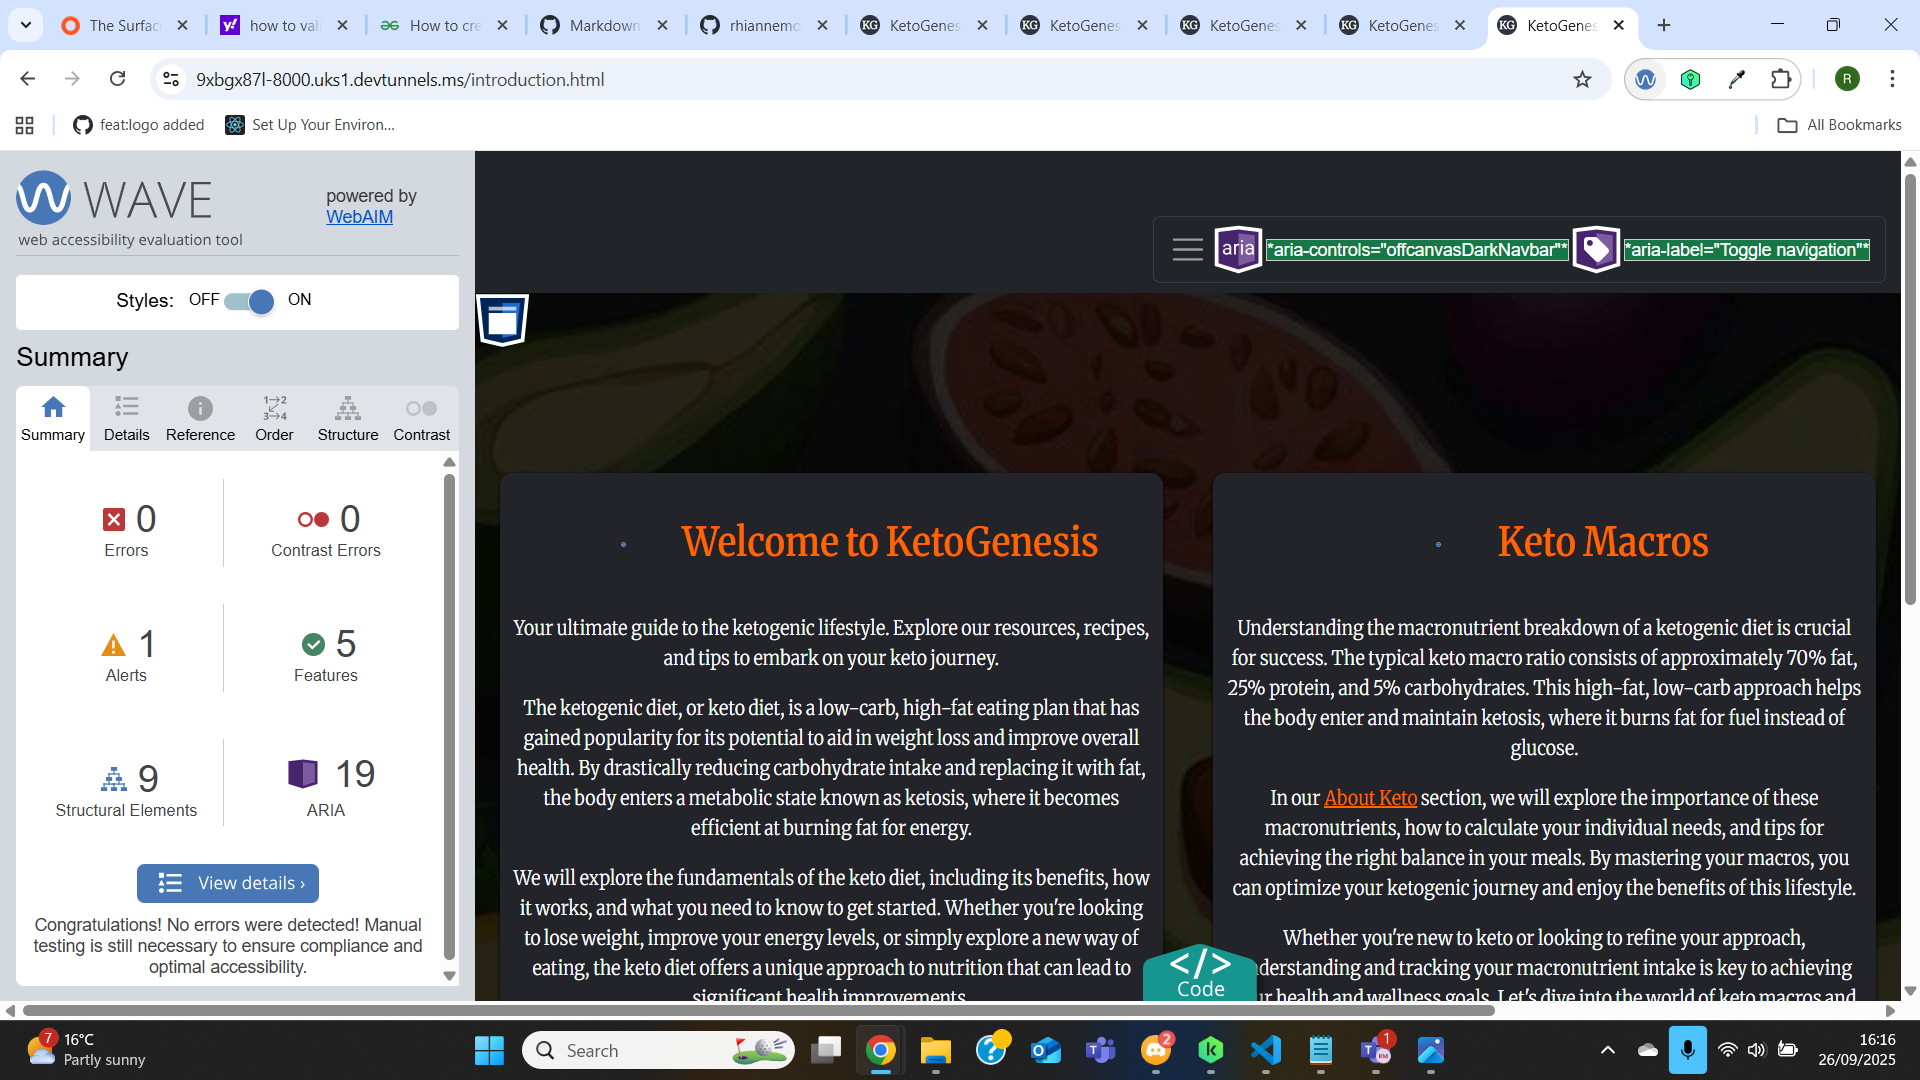 The Surfac
how to vali
How to cre
Markdown
rhiannemo
KetoGenes
KetoGenes
KetoGenes
KetoGenes
KetoGenes
9xbgx87l-8000.uks1.devtunnels.ms/introduction.html
R
feat:logo added
Set Up Your Environ...
All Bookmarks
WAVE
web accessibility evaluation tool
powered by
WebAIM
Styles: OFF ON
Summary
Summary
Details
Reference
Order
Structure
Contrast
0
Errors
0
Contrast Errors
1
Alerts
5
Features
9
Structural Elements
19
ARIA
View details ›
Congratulations! No errors were detected! Manual
testing is still necessary to ensure compliance and
optimal accessibility.
aria
*aria-controls="offcanvasDarkNavbar"*
*aria-label="Toggle navigation"*
Welcome to KetoGenesis
Your ultimate guide to the ketogenic lifestyle. Explore our resources, recipes,
and tips to embark on your keto journey.
The ketogenic diet, or keto diet, is a low-carb, high-fat eating plan that has
gained popularity for its potential to aid in weight loss and improve overall
health. By drastically reducing carbohydrate intake and replacing it with fat,
the body enters a metabolic state known as ketosis, where it becomes
efficient at burning fat for energy.
We will explore the fundamentals of the keto diet, including its benefits, how
it works, and what you need to know to get started. Whether you're looking
to lose weight, improve your energy levels, or simply explore a new way of
eating, the keto diet offers a unique approach to nutrition that can lead to
significant health improvements.
Keto Macros
Understanding the macronutrient breakdown of a ketogenic diet is crucial
for success. The typical keto macro ratio consists of approximately 70% fat,
25% protein, and 5% carbohydrates. This high-fat, low-carb approach helps
the body enter and maintain ketosis, where it burns fat for fuel instead of
glucose.
In our About Keto section, we will explore the importance of these
macronutrients, how to calculate your individual needs, and tips for
achieving the right balance in your meals. By mastering your macros, you
can optimize your ketogenic journey and enjoy the benefits of this lifestyle.
Whether you're new to keto or looking to refine your approach,
derstanding and tracking your macronutrient intake is key to achieving
r health and wellness goals. Let's dive into the world of keto macros and
</>
Code
7
16°C
Partly sunny
Search
2
1
16:16
26/09/2025